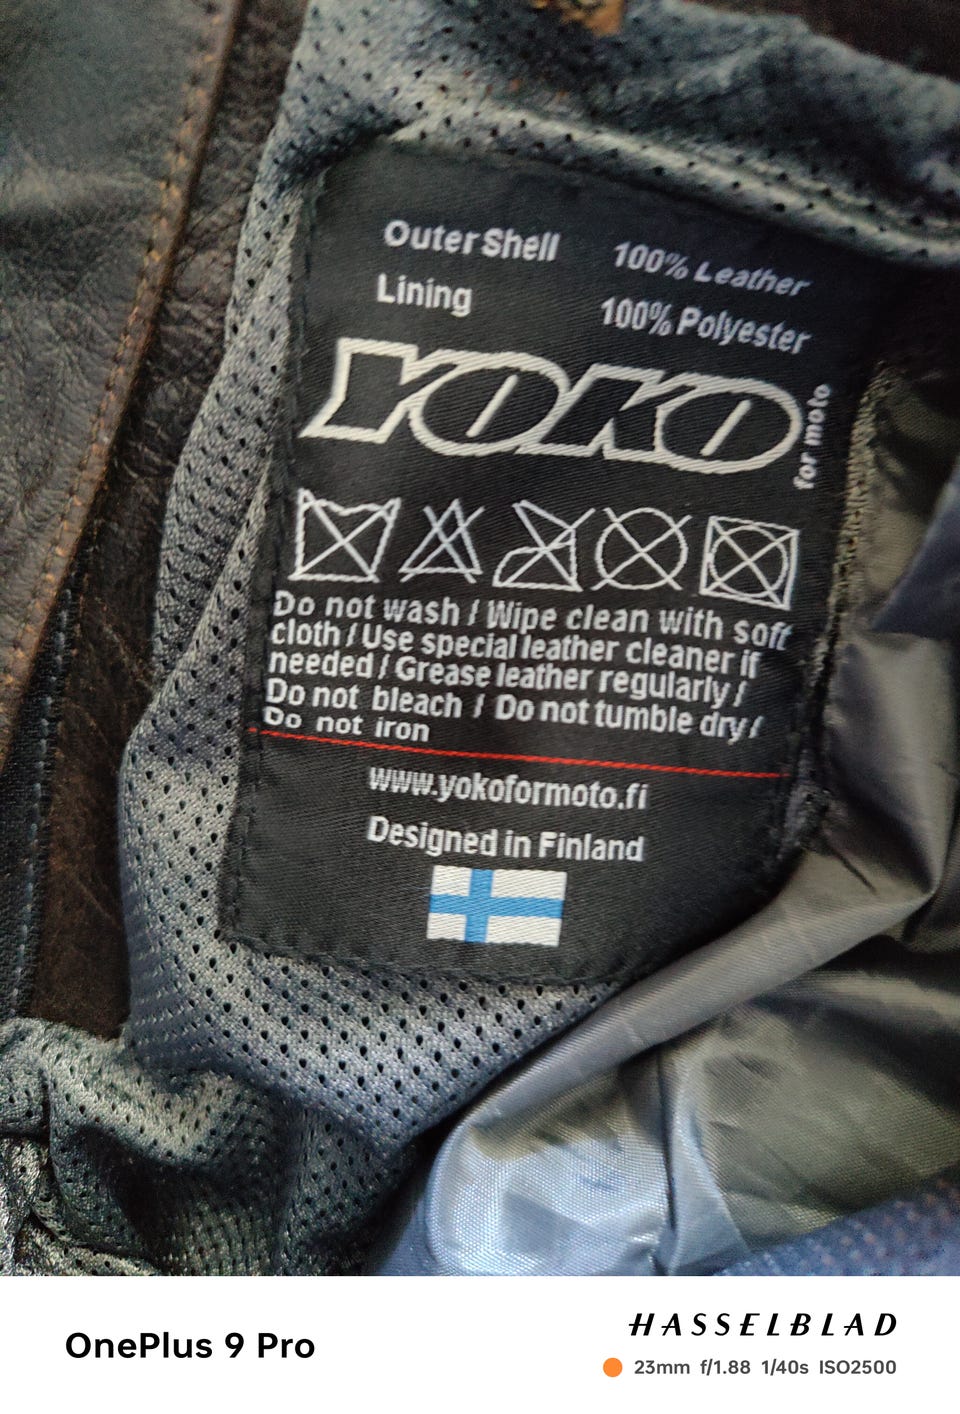 Outer Shell 100% Leather
Lining 100% Polyester
YOKO for moto
Do not wash / Wipe clean with soft
cloth / Use special leather cleaner if
needed / Grease leather regularly /
Do not bleach / Do not tumble dry /
Do not iron
www.yokoformoto.fi
Designed in Finland
OnePlus 9 Pro
HASSELBLAD
23mm f/1.88 1/40s ISO2500